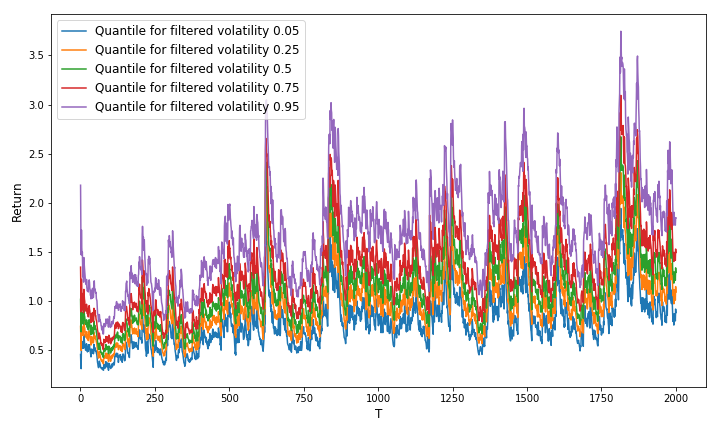 Quantile for filtered volatility 0.05
Quantile for filtered volatility 0.25
Quantile for filtered volatility 0.5
Quantile for filtered volatility 0.75
Quantile for filtered volatility 0.95
Return
3.5
3.0
2.5
2.0
1.5
1.0
0.5
0 250 500 750 1000 1250 1500 1750 2000
T